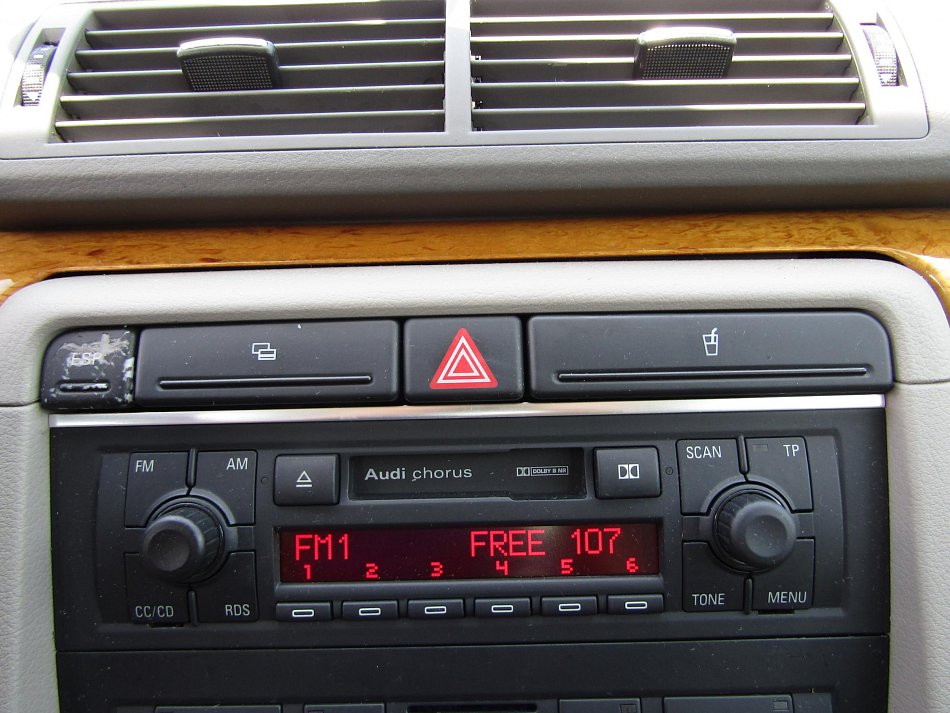 ESP
FM
AM
Audi chorus
DOLBY B NR
SCAN
TP
FM1 FREE 107
1 2 3 4 5 6
CC/CD
RDS
TONE
MENU